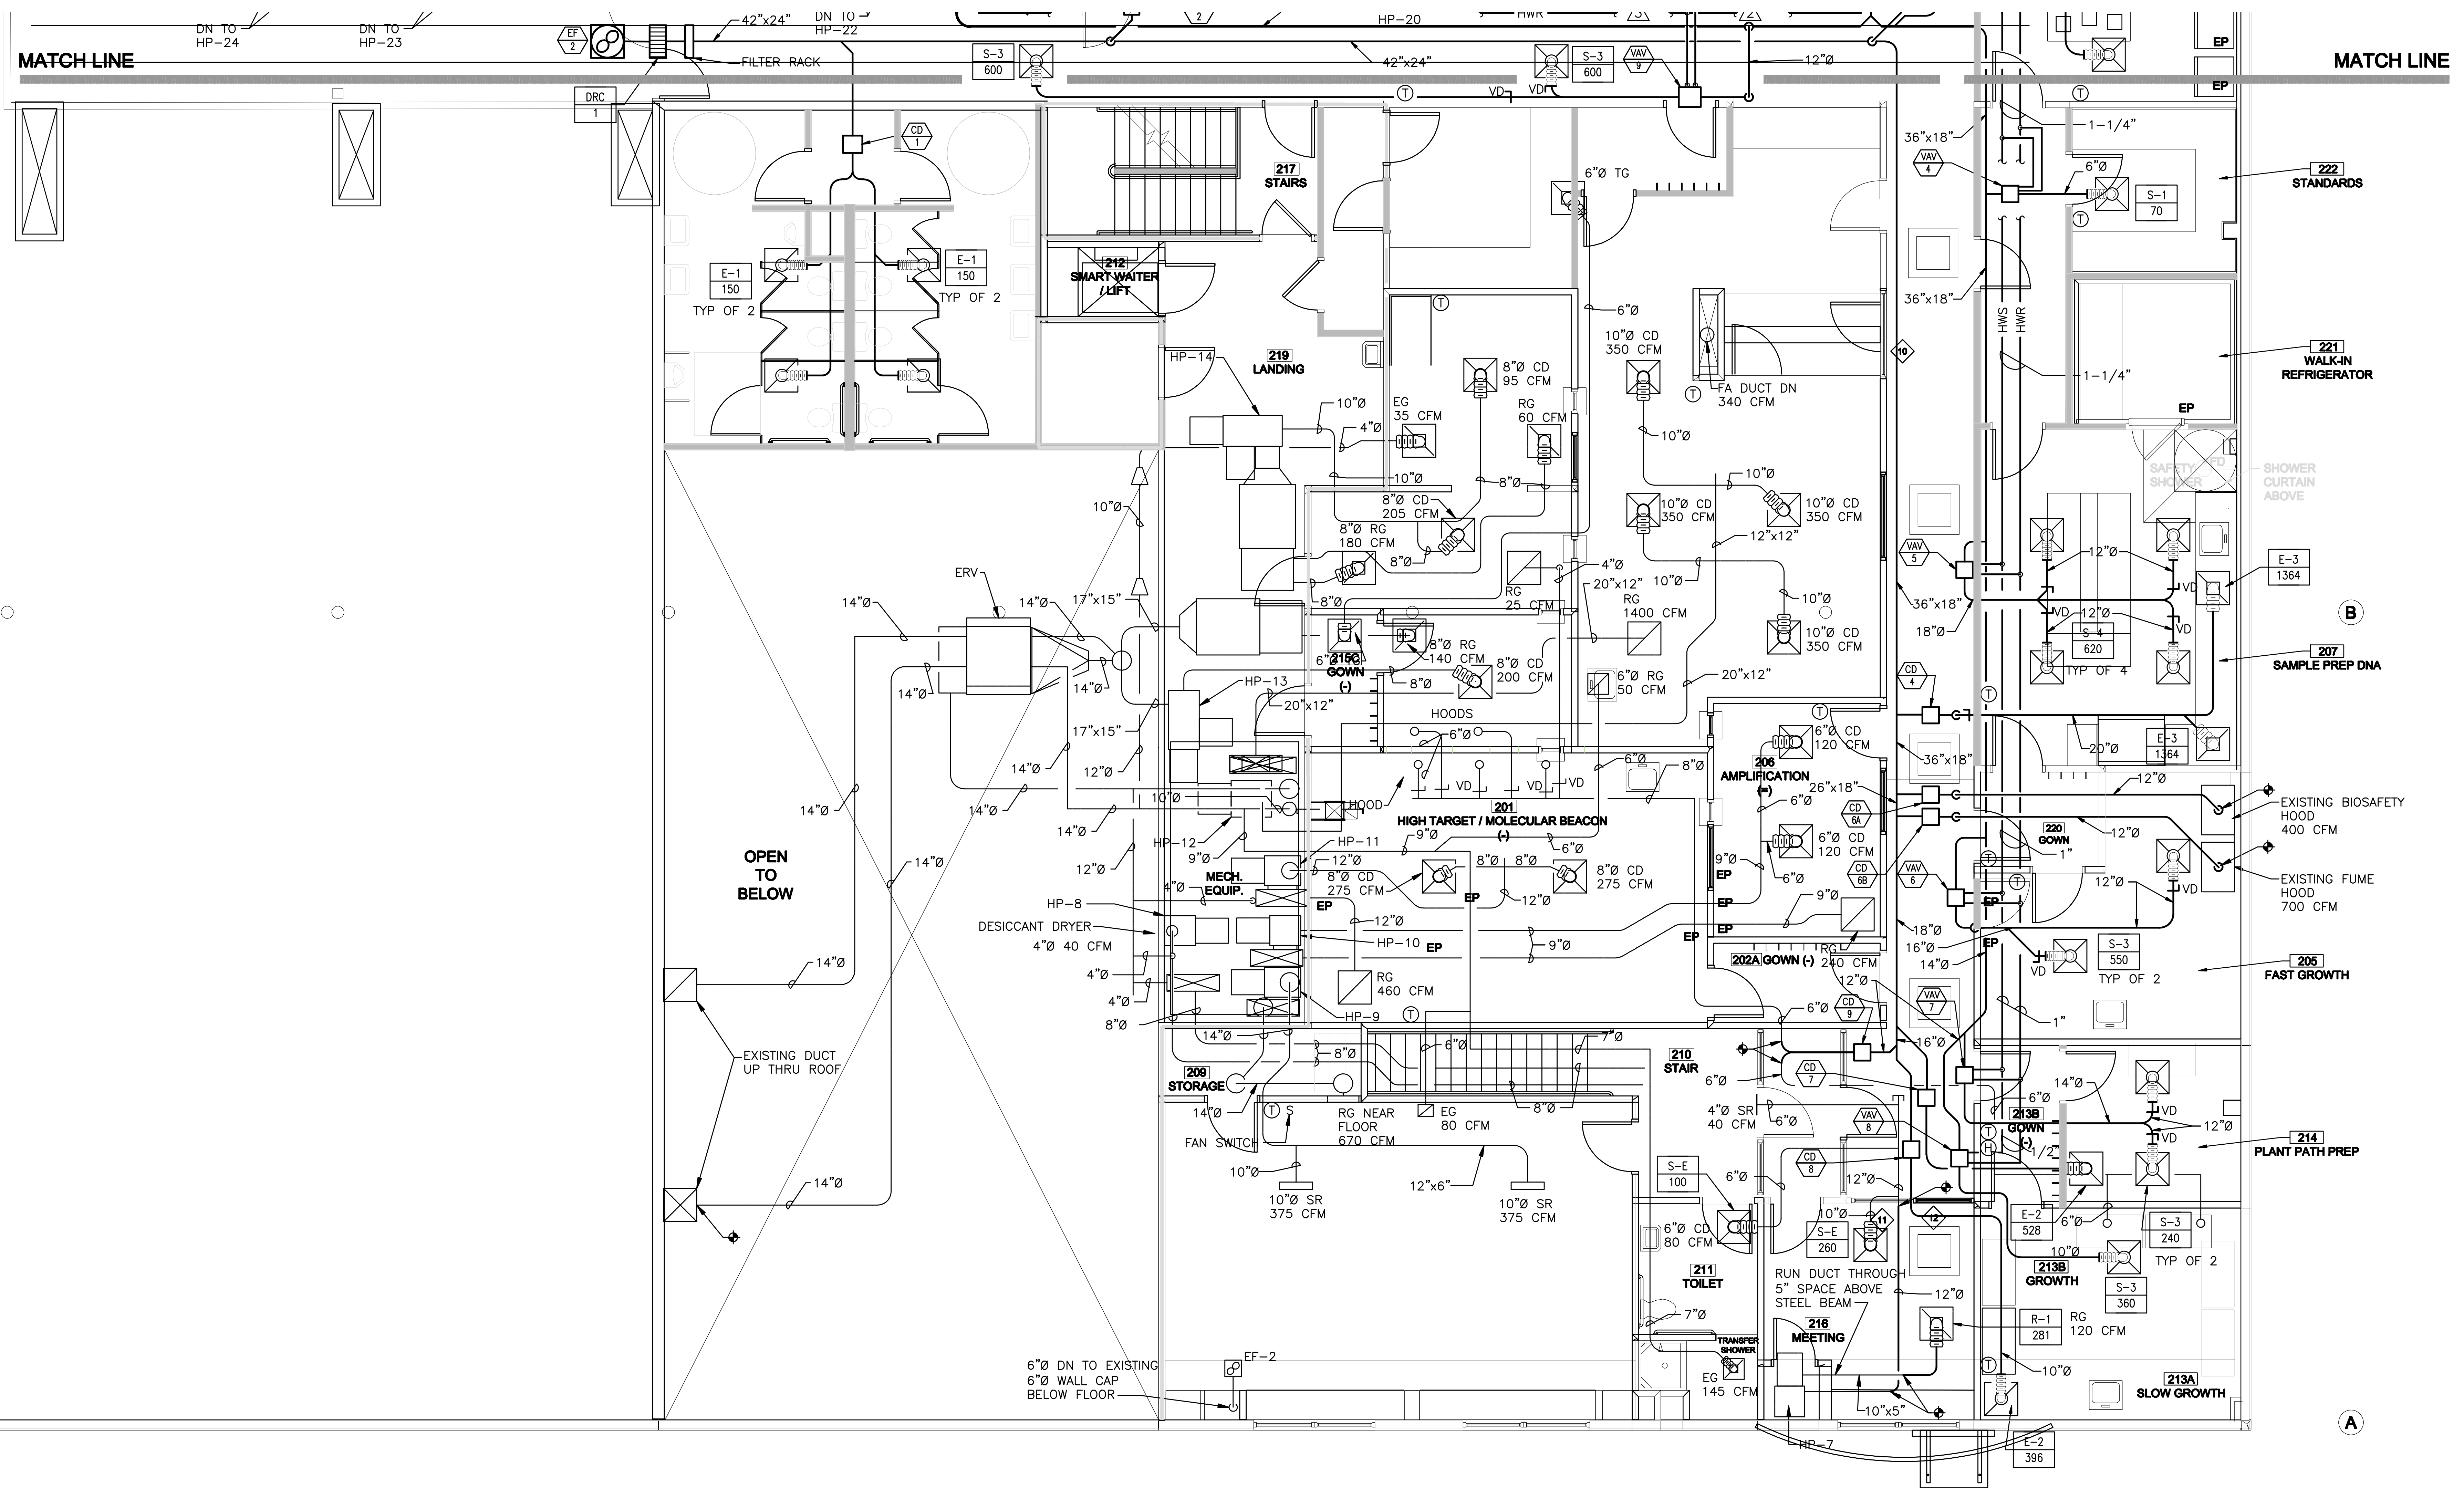 DN TO
HP-24
DN TO
HP-23
EF
2
42"x24"
DN TO
HP-22
2
HP-20
HWR
3
2
MATCH LINE
FILTER RACK
S-3
600
42"x24"
S-3
600
VAV
9
12"Ø
EP
MATCH LINE
DRC
1
VD
VD
T
T
EP
CD
1
36"x18"
1-1/4"
VAV
4
6"Ø
S-1
70
T
222
STANDARDS
217
STAIRS
6"Ø TG
E-1
150
TYP OF 2
E-1
150
TYP OF 2
212
SMART WAITER
/ LIFT
36"x18"
HWS
HWR
T
6"Ø
HP-14
219
LANDING
10"Ø CD
350 CFM
10
221
WALK-IN
REFRIGERATOR
1-1/4"
8"Ø CD
95 CFM
FA DUCT DN
340 CFM
T
10"Ø
4"Ø
EG
35 CFM
RG
60 CFM
EP
10"Ø
10"Ø
8"Ø
10"Ø
SAFETY
SHOWER
FD
SHOWER
CURTAIN
ABOVE
10"Ø
8"Ø CD
205 CFM
10"Ø CD
350 CFM
10"Ø CD
350 CFM
8"Ø RG
180 CFM
12"x12"
8"Ø
4"Ø
VAV
5
12"Ø
E-3
1364
ERV
14"Ø
14"Ø
17"x15"
8"Ø
RG
25 CFM
20"x12"
10"Ø
RG
1400 CFM
10"Ø
36"x18"
18"Ø
VD
VD
12"Ø
VD
B
10"Ø CD
350 CFM
S-4
620
TYP OF 4
207
SAMPLE PREP DNA
215C
GOWN
(-)
8"Ø RG
140 CFM
8"Ø CD
200 CFM
14"Ø
14"Ø
HP-13
8"Ø
6"Ø RG
50 CFM
20"x12"
CD
4
T
20"x12"
HOODS
T
17"x15"
6"Ø
6"Ø CD
120 CFM
E-3
1364
20"Ø
14"Ø
12"Ø
6"Ø
8"Ø
206
AMPLIFICATION
(=)
36"x18"
12"Ø
14"Ø
14"Ø
14"Ø
10"Ø
HOOD
VD
VD
VD
201
HIGH TARGET / MOLECULAR BEACON
(-)
26"x18"
6"Ø
CD
6A
EXISTING BIOSAFETY
HOOD
400 CFM
14"Ø
HP-12
9"Ø
HP-11
9"Ø
6"Ø
6"Ø CD
120 CFM
220
GOWN
12"Ø
1"
OPEN
TO
BELOW
14"Ø
12"Ø
MECH.
EQUIP.
12"Ø
8"Ø CD
275 CFM
8"Ø
8"Ø
8"Ø CD
275 CFM
9"Ø
EP
6"Ø
CD
6B
VAV
6
T
T
12"Ø
VD
EXISTING FUME
HOOD
700 CFM
4"Ø
HP-8
EP
EP
12"Ø
EP
9"Ø
EP
DESICCANT DRYER
4"Ø 40 CFM
12"Ø
HP-10
EP
9"Ø
EP
EP
18"Ø
16"Ø
14"Ø
EP
S-3
550
TYP OF 2
VD
14"Ø
4"Ø
4"Ø
8"Ø
RG
460 CFM
202A GOWN (-)
RG
240 CFM
12"Ø
205
FAST GROWTH
HP-9
T
6"Ø
CD
9
VAV
7
1"
EXISTING DUCT
UP THRU ROOF
14"Ø
8"Ø
6"Ø
7"Ø
16"Ø
209
STORAGE
210
STAIR
6"Ø
CD
7
14"Ø
14"Ø
T
S
RG NEAR
FLOOR
670 CFM
EG
80 CFM
8"Ø
4"Ø SR
40 CFM
6"Ø
VAV
8
6"Ø
213B
GOWN
(-)
VD
12"Ø
FAN SWITCH
T
H
VD
214
PLANT PATH PREP
14"Ø
10"Ø
12"x6"
S-E
100
6"Ø
CD
8
12"Ø
1/2"
10"Ø SR
375 CFM
10"Ø SR
375 CFM
6"Ø CD
80 CFM
10"Ø
11
12
S-E
260
E-2
528
6"Ø
S-3
240
TYP OF 2
10"Ø
211
TOILET
RUN DUCT THROUGH
5" SPACE ABOVE
STEEL BEAM
12"Ø
213B
GROWTH
S-3
360
7"Ø
216
MEETING
R-1
281
RG
120 CFM
TRANSFER
SHOWER
6"Ø DN TO EXISTING
6"Ø WALL CAP
BELOW FLOOR
EF-2
EG
145 CFM
T
10"Ø
213A
SLOW GROWTH
10"x5"
HP-7
E-2
396
A